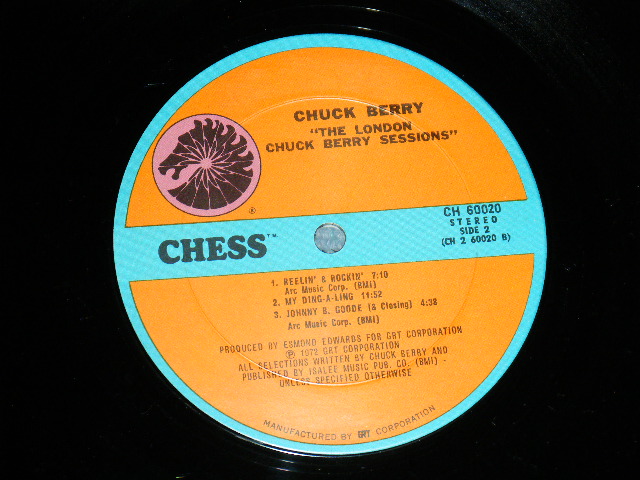 CHUCK BERRY
"THE LONDON
CHUCK BERRY SESSIONS"
®
CHESS™
CH 60020
STEREO
SIDE 2
(CH 2 60020 B)
1. REELIN' & ROCKIN' 7:10
Arc Music Corp. (BMI)
2. MY DING-A-LING 11:52
3. JOHNNY B. GOODE (& Closing) 4:38
Arc Music Corp. (BMI)
PRODUCED BY ESMOND EDWARDS FOR GRT CORPORATION
℗ 1972 GRT CORPORATION
ALL SELECTIONS WRITTEN BY CHUCK BERRY AND
PUBLISHED BY ISALEE MUSIC PUB. CO. (BMI) -
UNLESS SPECIFIED OTHERWISE
MANUFACTURED BY GRT CORPORATION